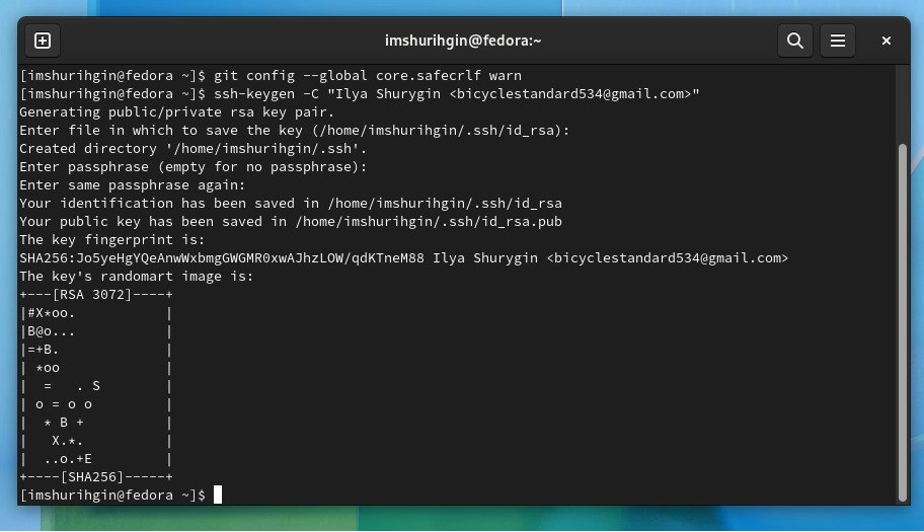 imshurihgin@fedora:~
[imshurihgin@fedora ~]$ git config --global core.safecrlf warn
[imshurihgin@fedora ~]$ ssh-keygen -C "Ilya Shurygin <bicyclestandard534@gmail.com>"
Generating public/private rsa key pair.
Enter file in which to save the key (/home/imshurihgin/.ssh/id_rsa):
Created directory '/home/imshurihgin/.ssh'.
Enter passphrase (empty for no passphrase):
Enter same passphrase again:
Your identification has been saved in /home/imshurihgin/.ssh/id_rsa
Your public key has been saved in /home/imshurihgin/.ssh/id_rsa.pub
The key fingerprint is:
SHA256:Jo5yeHgYQeAnwWxbmgGWGMR0xwAJhzLOW/qdKTneM88 Ilya Shurygin <bicyclestandard534@gmail.com>
The key's randomart image is:
+---[RSA 3072]----+
|#X*oo.           |
|B@o...           |
|=+B.             |
| *oo             |
|  =   . S        |
| o = o o         |
|  * B +          |
|   X.*.          |
|  ..o.+E         |
+----[SHA256]-----+
[imshurihgin@fedora ~]$